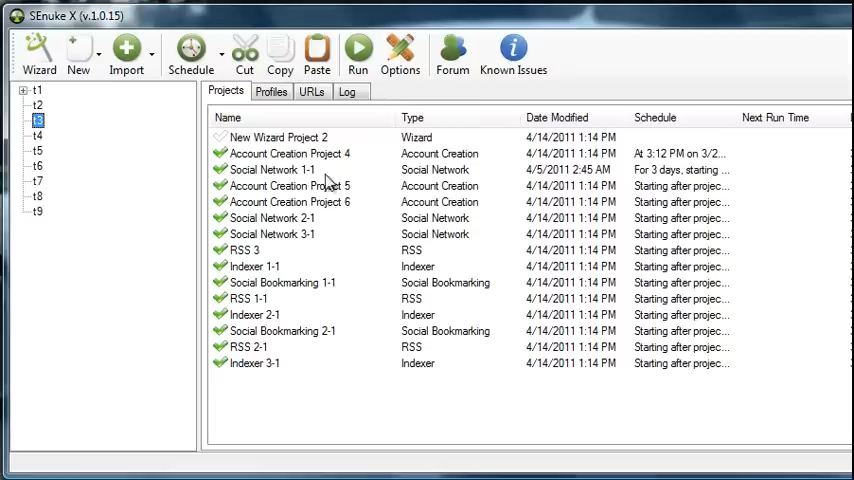 SEnuke X (v.1.0.15)
Wizard New Import Schedule Cut Copy Paste Run Options Forum Known Issues
t1
t2
t3
t4
t5
t6
t7
t8
t9
Projects Profiles URLs Log
Name Type Date Modified Schedule Next Run Time
New Wizard Project 2 Wizard 4/14/2011 1:14 PM
Account Creation Project 4 Account Creation 4/14/2011 1:14 PM At 3:12 PM on 3/2...
Social Network 1-1 Social Network 4/5/2011 2:45 AM For 3 days, starting ...
Account Creation Project 5 Account Creation 4/14/2011 1:14 PM Starting after projec...
Account Creation Project 6 Account Creation 4/14/2011 1:14 PM Starting after projec...
Social Network 2-1 Social Network 4/14/2011 1:14 PM Starting after projec...
Social Network 3-1 Social Network 4/14/2011 1:14 PM Starting after projec...
RSS 3 RSS 4/14/2011 1:14 PM Starting after projec...
Indexer 1-1 Indexer 4/14/2011 1:14 PM Starting after projec...
Social Bookmarking 1-1 Social Bookmarking 4/14/2011 1:14 PM Starting after projec...
RSS 1-1 RSS 4/14/2011 1:14 PM Starting after projec...
Indexer 2-1 Indexer 4/14/2011 1:14 PM Starting after projec...
Social Bookmarking 2-1 Social Bookmarking 4/14/2011 1:14 PM Starting after projec...
RSS 2-1 RSS 4/14/2011 1:14 PM Starting after projec...
Indexer 3-1 Indexer 4/14/2011 1:14 PM Starting after projec...